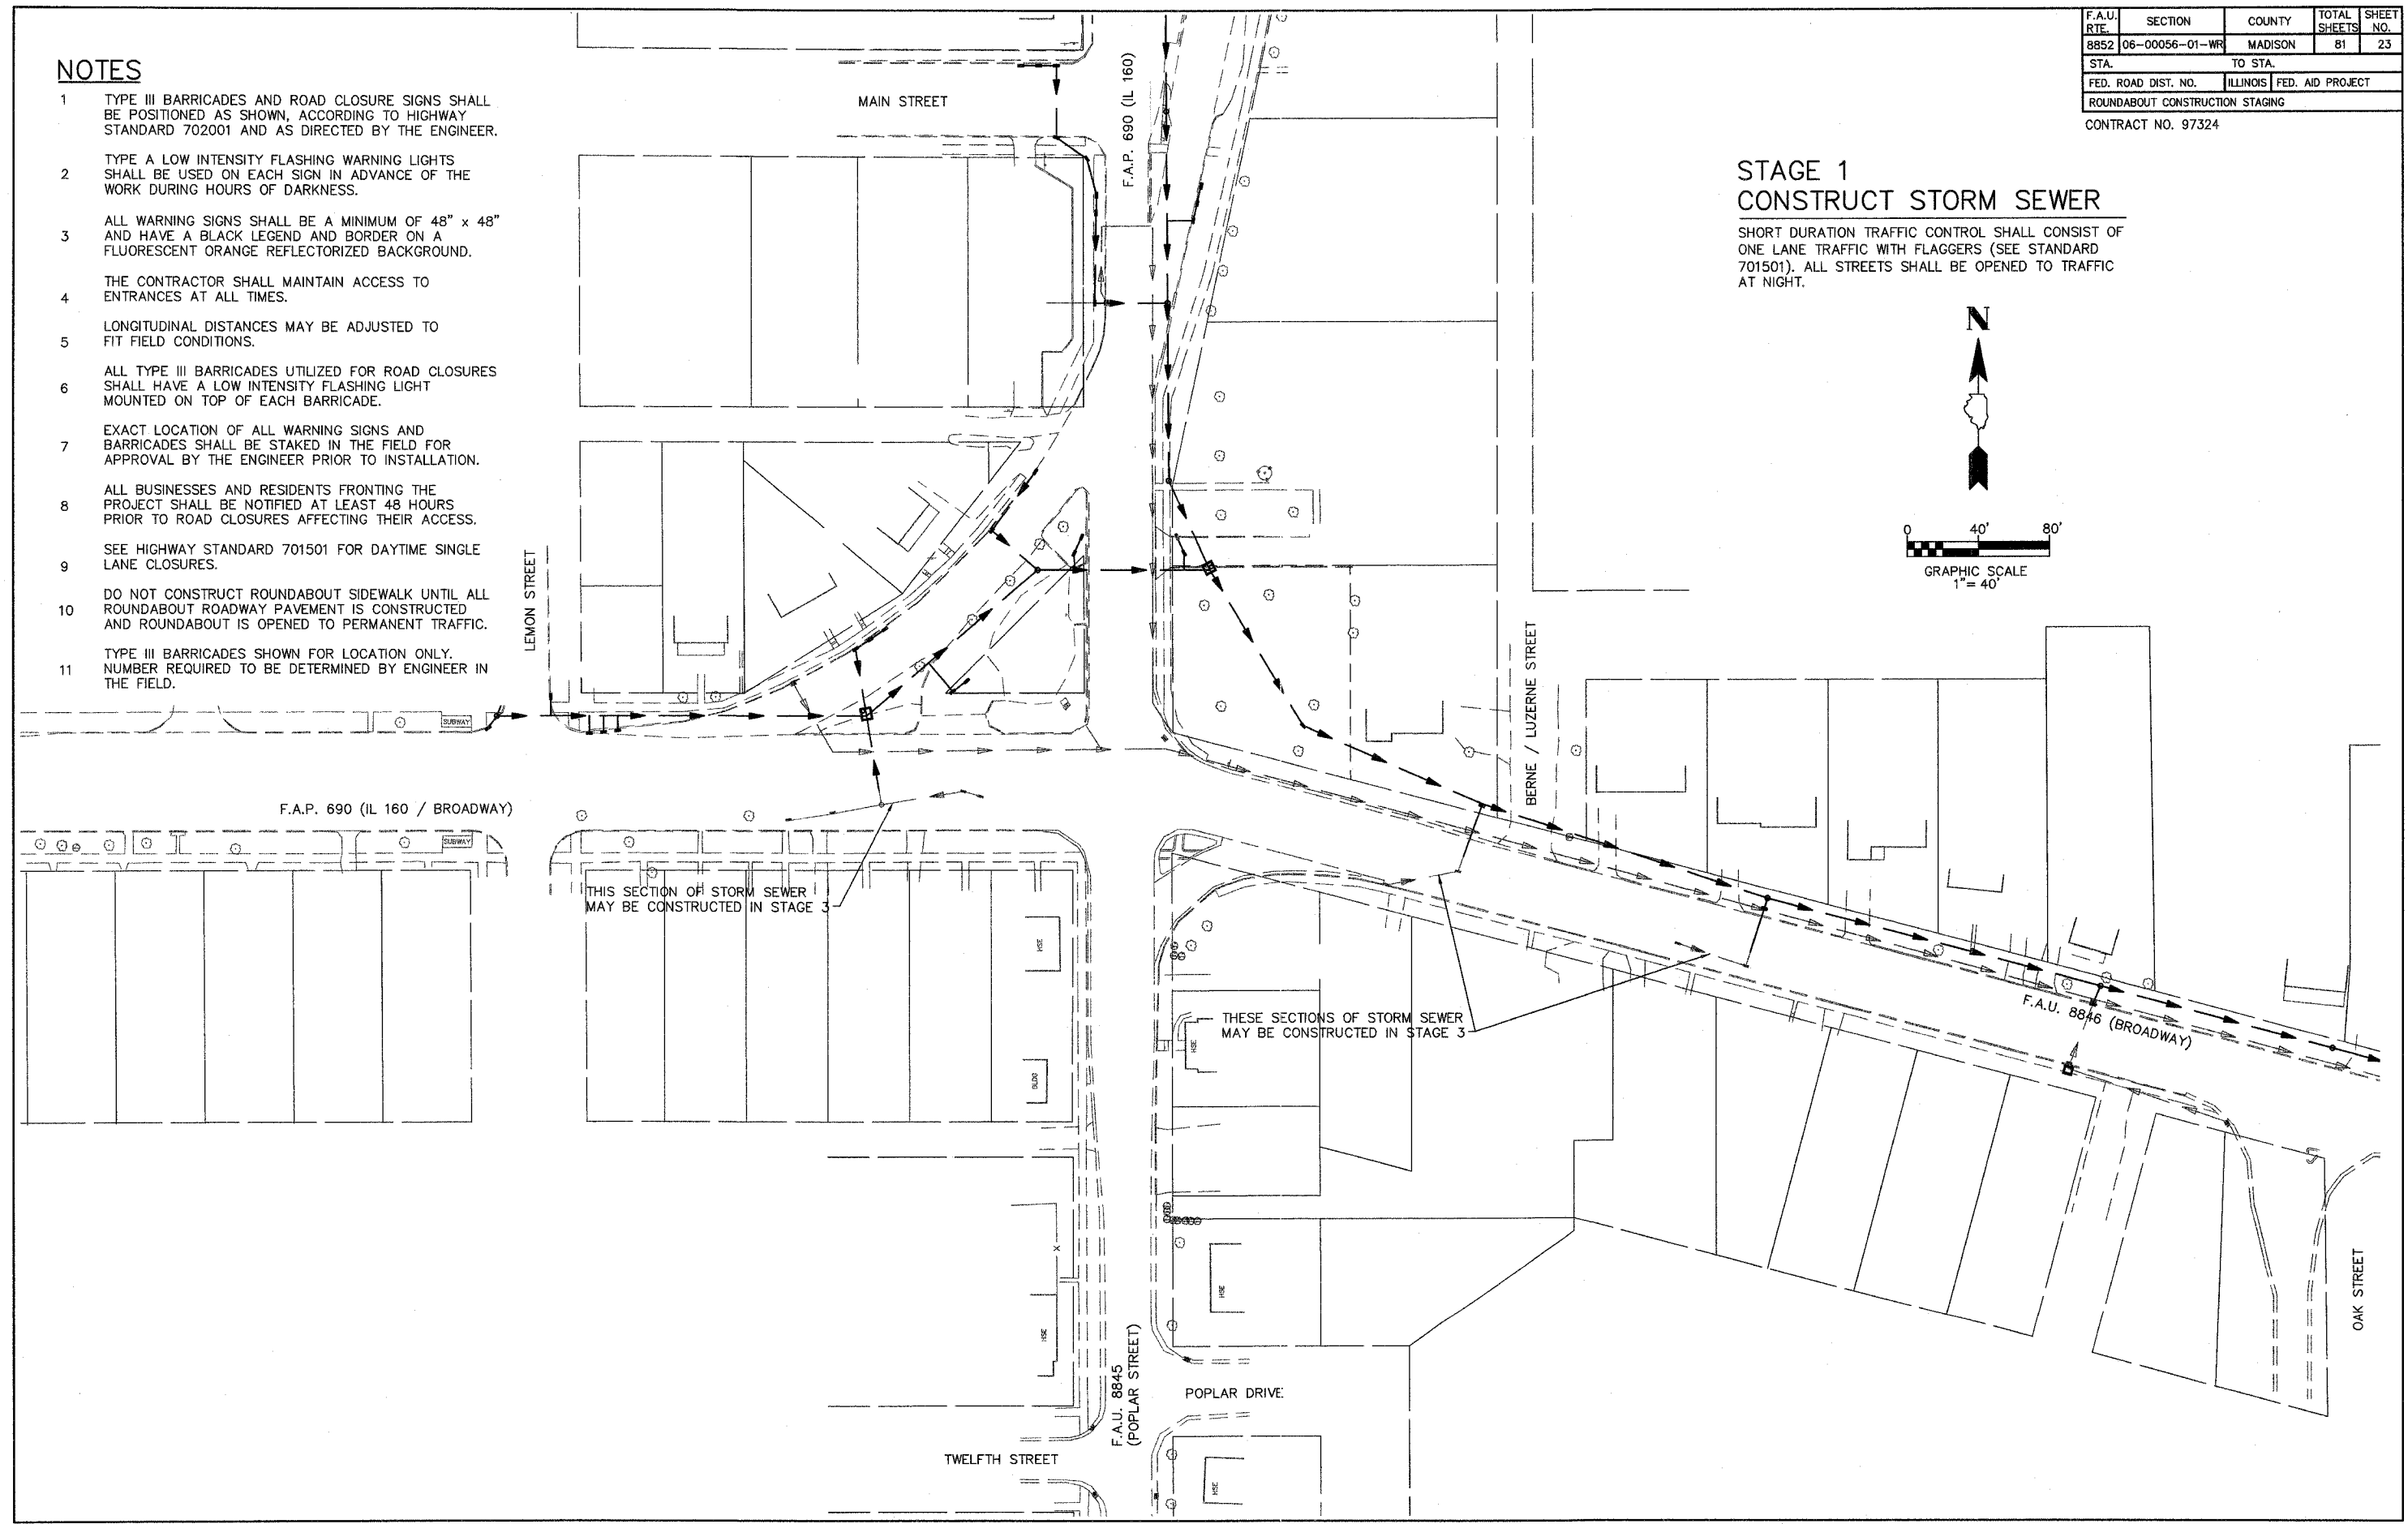 F.A.U. RTE.
SECTION
COUNTY
TOTAL SHEETS
SHEET NO.
8852
06-00056-01-WR
MADISON
81
23
STA.
TO STA.
FED. ROAD DIST. NO.
ILLINOIS
FED. AID PROJECT
ROUNDABOUT CONSTRUCTION STAGING
CONTRACT NO. 97324
NOTES
1 TYPE III BARRICADES AND ROAD CLOSURE SIGNS SHALL
BE POSITIONED AS SHOWN, ACCORDING TO HIGHWAY
STANDARD 702001 AND AS DIRECTED BY THE ENGINEER.
TYPE A LOW INTENSITY FLASHING WARNING LIGHTS
2 SHALL BE USED ON EACH SIGN IN ADVANCE OF THE
WORK DURING HOURS OF DARKNESS.
ALL WARNING SIGNS SHALL BE A MINIMUM OF 48" x 48"
3 AND HAVE A BLACK LEGEND AND BORDER ON A
FLUORESCENT ORANGE REFLECTORIZED BACKGROUND.
THE CONTRACTOR SHALL MAINTAIN ACCESS TO
4 ENTRANCES AT ALL TIMES.
LONGITUDINAL DISTANCES MAY BE ADJUSTED TO
5 FIT FIELD CONDITIONS.
ALL TYPE III BARRICADES UTILIZED FOR ROAD CLOSURES
6 SHALL HAVE A LOW INTENSITY FLASHING LIGHT
MOUNTED ON TOP OF EACH BARRICADE.
EXACT LOCATION OF ALL WARNING SIGNS AND
7 BARRICADES SHALL BE STAKED IN THE FIELD FOR
APPROVAL BY THE ENGINEER PRIOR TO INSTALLATION.
ALL BUSINESSES AND RESIDENTS FRONTING THE
8 PROJECT SHALL BE NOTIFIED AT LEAST 48 HOURS
PRIOR TO ROAD CLOSURES AFFECTING THEIR ACCESS.
SEE HIGHWAY STANDARD 701501 FOR DAYTIME SINGLE
9 LANE CLOSURES.
DO NOT CONSTRUCT ROUNDABOUT SIDEWALK UNTIL ALL
10 ROUNDABOUT ROADWAY PAVEMENT IS CONSTRUCTED
AND ROUNDABOUT IS OPENED TO PERMANENT TRAFFIC.
TYPE III BARRICADES SHOWN FOR LOCATION ONLY.
11 NUMBER REQUIRED TO BE DETERMINED BY ENGINEER IN
THE FIELD.
STAGE 1
CONSTRUCT STORM SEWER
SHORT DURATION TRAFFIC CONTROL SHALL CONSIST OF
ONE LANE TRAFFIC WITH FLAGGERS (SEE STANDARD
701501). ALL STREETS SHALL BE OPENED TO TRAFFIC
AT NIGHT.
N
0 40' 80'
GRAPHIC SCALE
1"= 40'
MAIN STREET
F.A.P. 690 (IL 160)
LEMON STREET
BERNE / LUZERNE STREET
SUBWAY
F.A.P. 690 (IL 160 / BROADWAY)
SUBWAY
THIS SECTION OF STORM SEWER
MAY BE CONSTRUCTED IN STAGE 3
HSE
BLDG
HSE
THESE SECTIONS OF STORM SEWER
MAY BE CONSTRUCTED IN STAGE 3
F.A.U. 8846 (BROADWAY)
X
HSE
HSE
HSE
F.A.U. 8845
(POPLAR STREET)
POPLAR DRIVE
TWELFTH STREET
OAK STREET